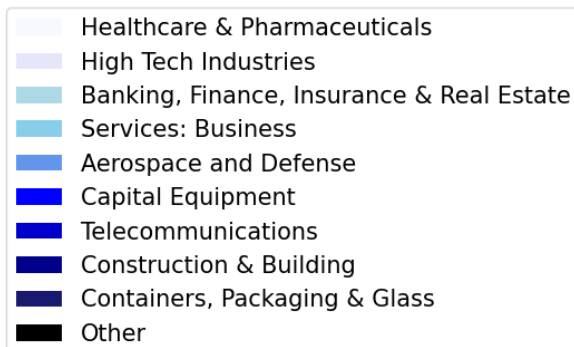 Healthcare & Pharmaceuticals
High Tech Industries
Banking, Finance, Insurance & Real Estate
Services: Business
Aerospace and Defense
Capital Equipment
Telecommunications
Construction & Building
Containers, Packaging & Glass
Other